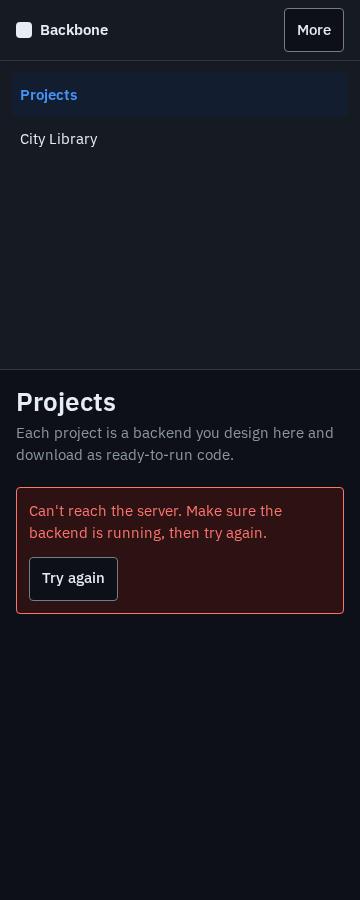 Backbone
More
Projects
City Library
Projects
Each project is a backend you design here and
download as ready-to-run code.
Can't reach the server. Make sure the
backend is running, then try again.
Try again